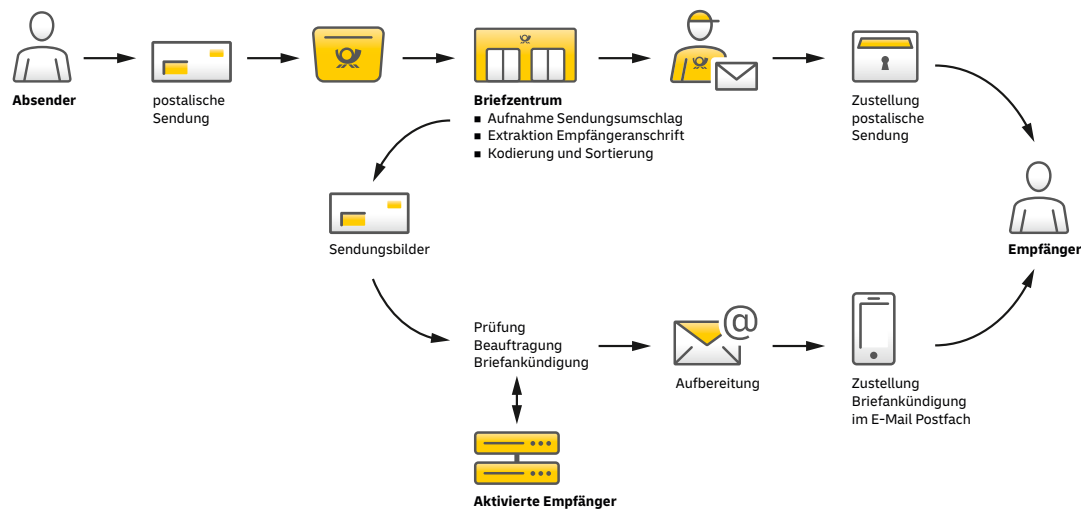 Absender
postalische
Sendung
Briefzentrum
▪ Aufnahme Sendungsumschlag
▪ Extraktion Empfängeranschrift
▪ Kodierung und Sortierung
Zustellung
postalische
Sendung
Sendungsbilder
Empfänger
Prüfung
Beauftragung
Briefankündigung
@
Aufbereitung
Zustellung
Briefankündigung
im E-Mail Postfach
Aktivierte Empfänger